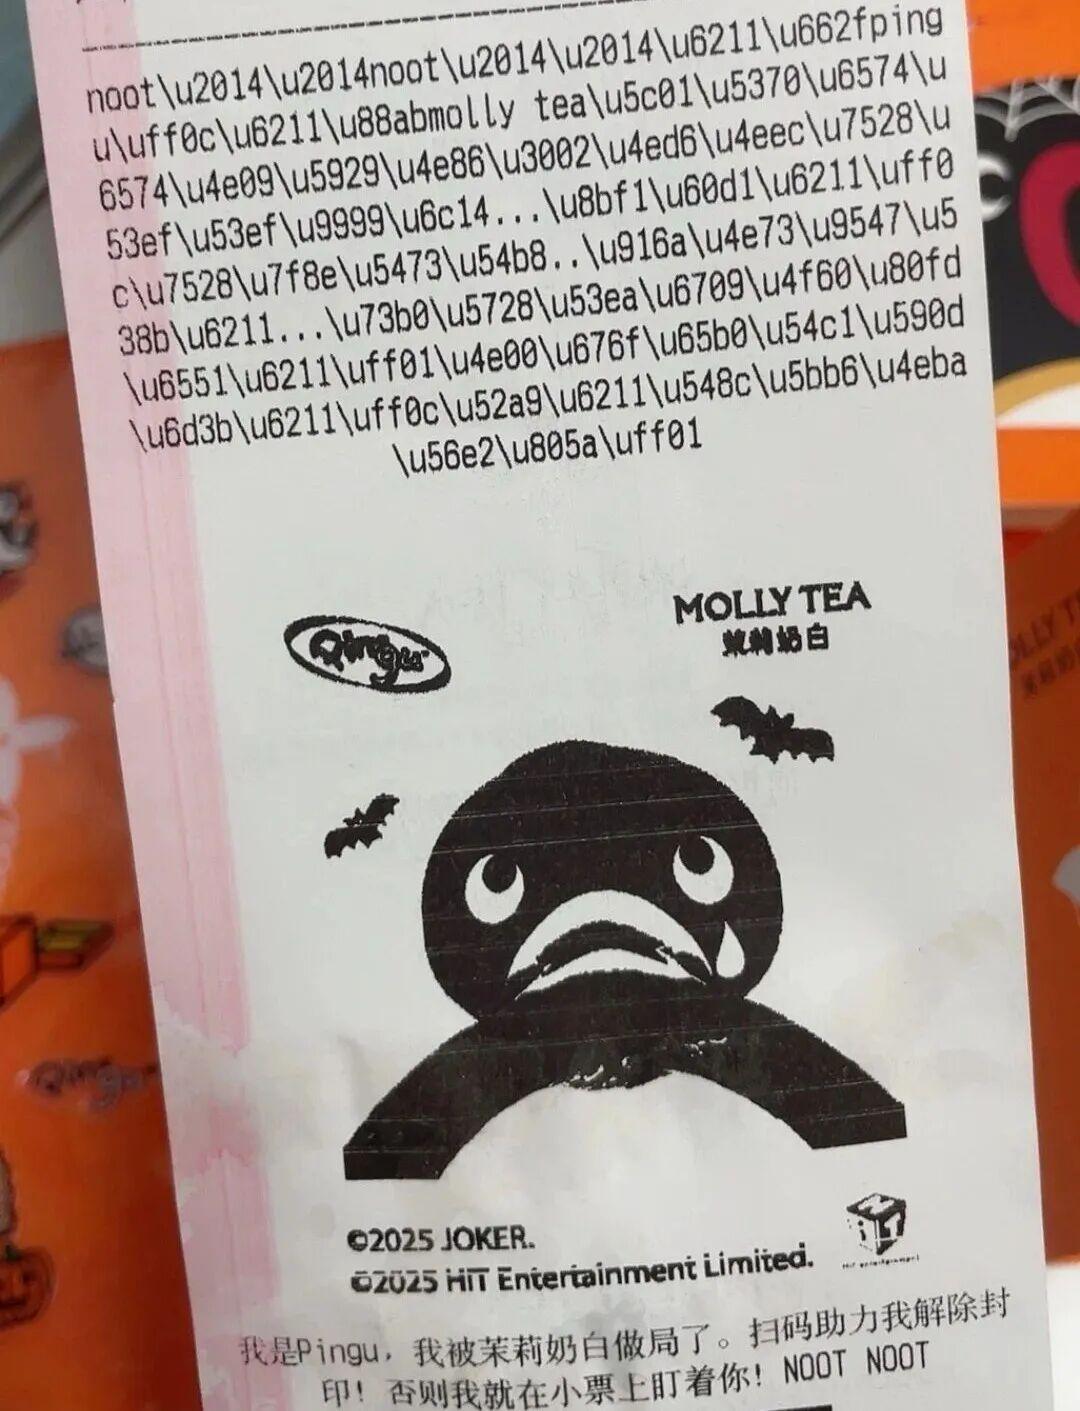 noot\u2014\u2014noot\u2014\u2014\u6211\u662fping
u\uff0c\u6211\u88abmolly tea\u5c01\u5370\u6574\u
6574\u4e09\u5929\u4e86\u3002\u4ed6\u4eec\u7528\u
53ef\u53ef\u9999\u6c14...\u8bf1\u60d1\u6211\uff0
c\u7528\u7f8e\u5473\u54b8..\u916a\u4e73\u9547\u5
38b\u6211...\u73b0\u5728\u53ea\u6709\u4f60\u80fd
\u6551\u6211\uff01\u4e00\u676f\u65b0\u54c1\u590d
\u6d3b\u6211\uff0c\u52a9\u6211\u548c\u5bb6\u4eba
\u56e2\u805a\uff01
Pingu
MOLLY TEA
茉莉奶白
©2025 JOKER.
©2025 HIT Entertainment Limited.
我是Pingu，我被茉莉奶白做局了。扫码助力我解除封
印！否则我就在小票上盯着你！NOOT NOOT